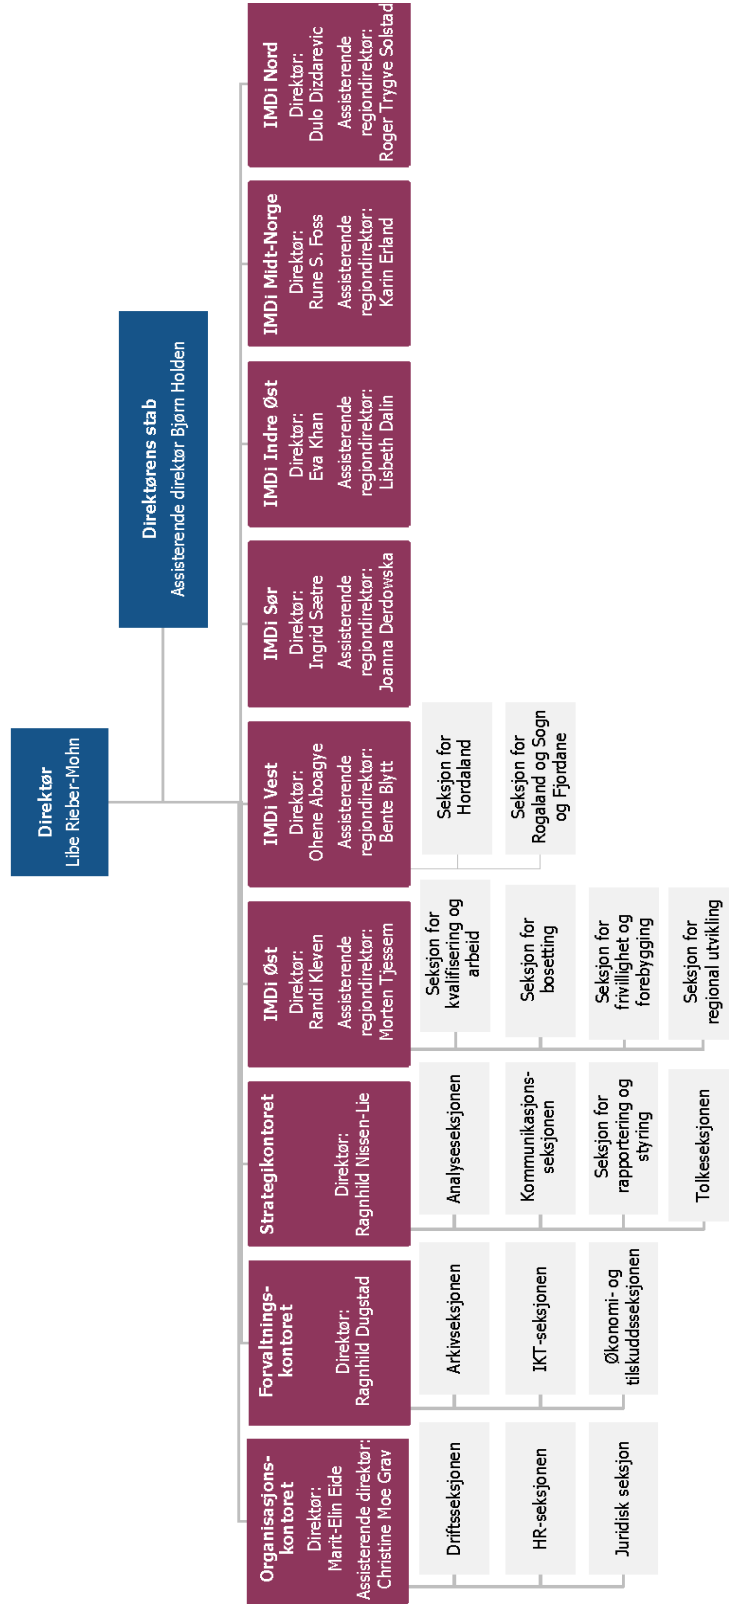 Direktør
Libe Rieber-Mohn
Direktørens stab
Assisterende direktør Bjørn Holden
Organisasjons-
kontoret
Direktør:
Marit-Elin Eide
Assisterende direktør:
Christine Moe Grav
Driftsseksjonen
HR-seksjonen
Juridisk seksjon
Forvaltnings-
kontoret
Direktør:
Ragnhild Dugstad
Arkivseksjonen
IKT-seksjonen
Økonomi- og
tilskuddsseksjonen
Strategikontoret
Direktør:
Ragnhild Nissen-Lie
Analyseseksjonen
Kommunikasjons-
seksjonen
Seksjon for
rapportering og
styring
Tolkeseksjonen
IMDi Øst
Direktør:
Randi Kleven
Assisterende
regiondirektør:
Morten Tjessem
Seksjon for
kvalifisering og
arbeid
Seksjon for
bosetting
Seksjon for
frivillighet og
forebygging
Seksjon for
regional utvikling
IMDi Vest
Direktør:
Ohene Aboagye
Assisterende
regiondirektør:
Bente Blytt
Seksjon for
Hordaland
Seksjon for
Rogaland og Sogn
og Fjordane
IMDi Sør
Direktør:
Ingrid Sætre
Assisterende
regiondirektør:
Joanna Derdowska
IMDi Indre Øst
Direktør:
Eva Khan
Assisterende
regiondirektør:
Lisbeth Dalin
IMDi Midt-Norge
Direktør:
Rune S. Foss
Assisterende
regiondirektør:
Karin Erland
IMDi Nord
Direktør:
Dulo Dizdarevic
Assisterende
regiondirektør:
Roger Trygve Solstad